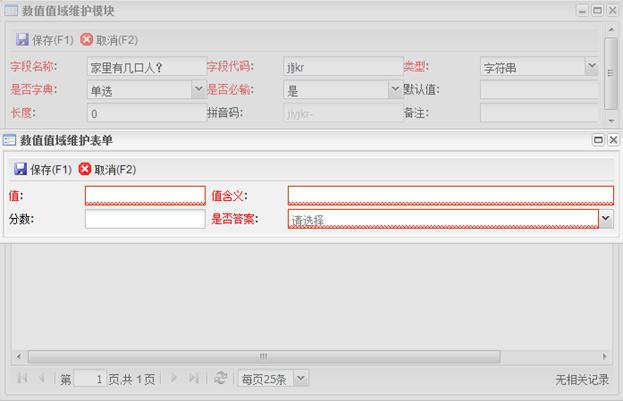 数值值域维护模块
保存(F1) 取消(F2)
字段名称: 家里有几口人? 字段代码: jljkr 类型: 字符串
是否字典: 单选 是否必输: 是 默认值:
长度: 0 拼音码: jlyjkr- 备注:
数值值域维护表单
保存(F1) 取消(F2)
值: 值含义:
分数: 是否答案: 请选择
第 1 页,共 1 页 每页25条 无相关记录